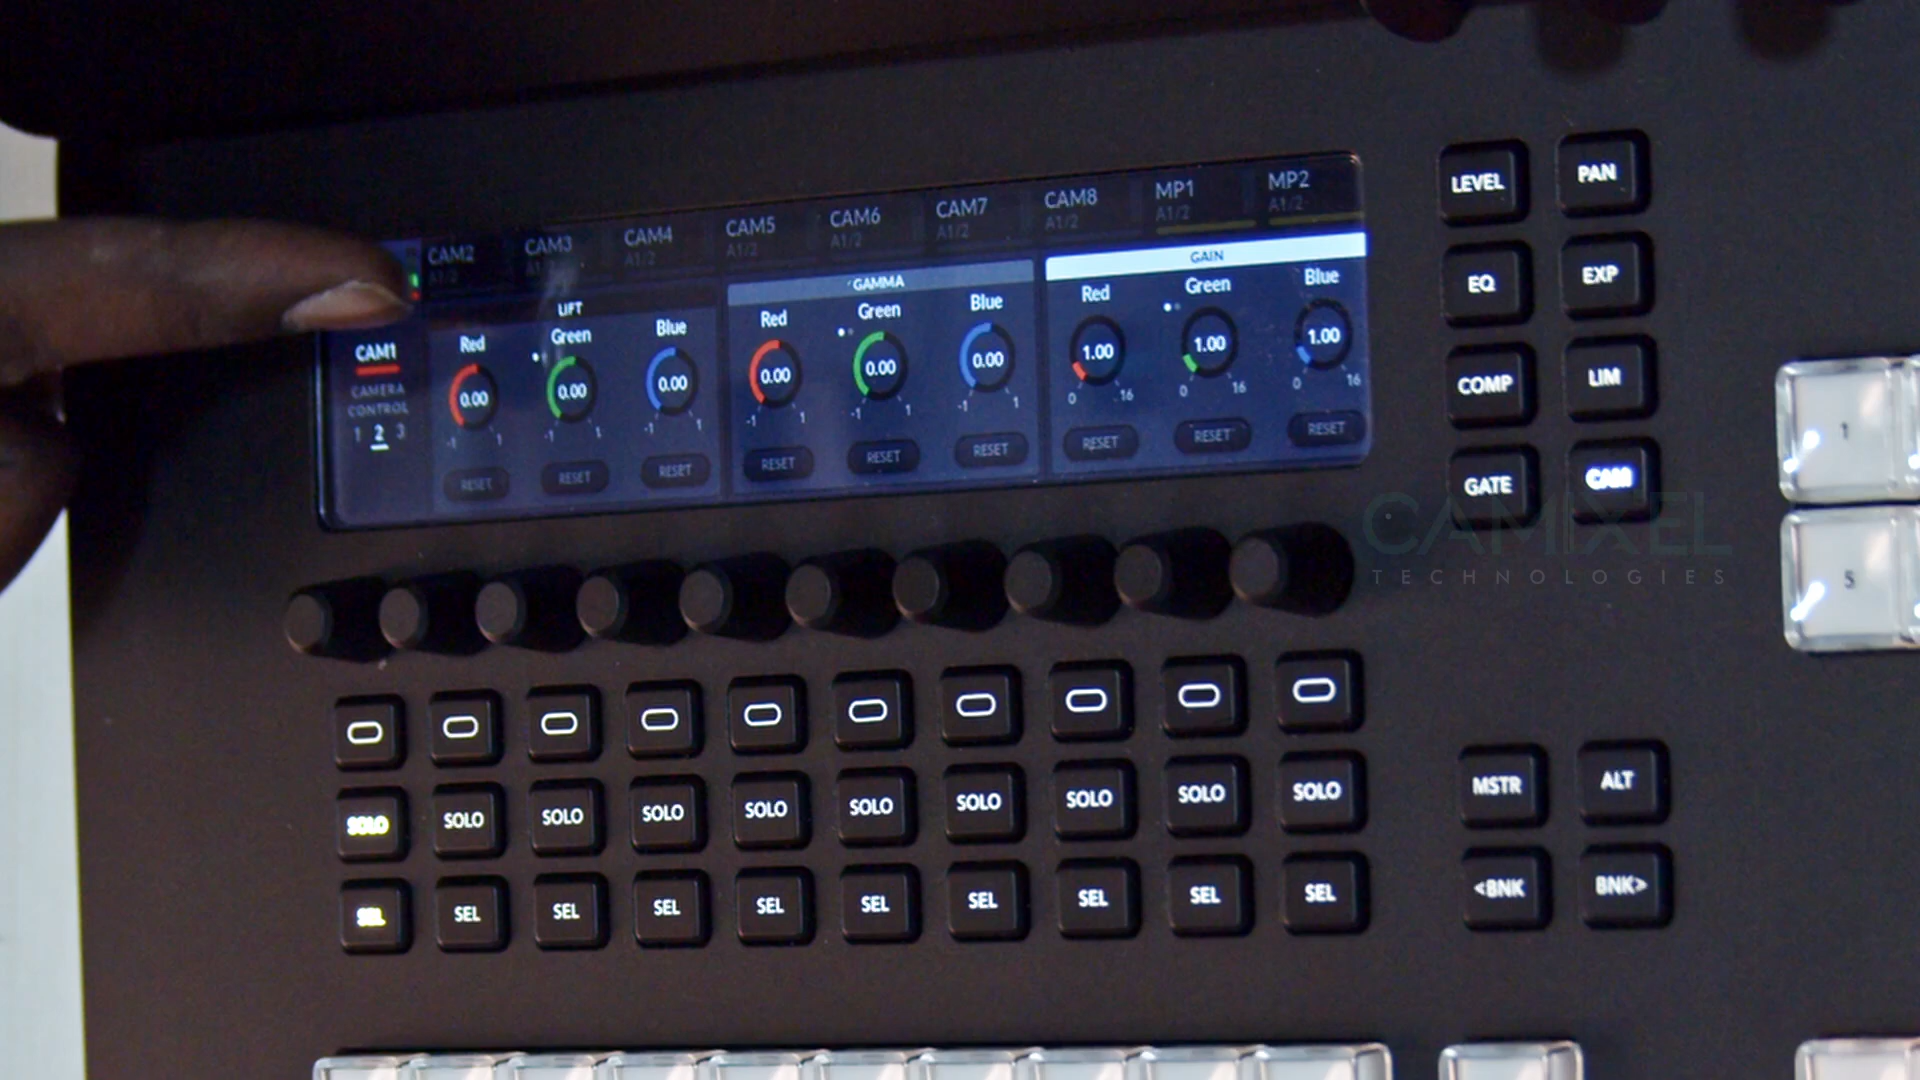 CAM2 CAM3 CAM4 CAM5 CAM6 CAM7 CAM8 MP1 MP2
A1/2 A1/2 A1/2 A1/2 A1/2 A1/2 A1/2 A1/2
LIFT GAMMA GAIN
CAM1 Red Green Blue Red Green Blue Red Green Blue
CAMERA
CONTROL
1 2 3
0.00 0.00 0.00 0.00 0.00 0.00 1.00 1.00 1.00
-1 1 -1 1 -1 1 -1 1 -1 1 -1 1 0 16 0 16 0 16
RESET RESET RESET RESET RESET RESET RESET RESET RESET
LEVEL PAN
EQ EXP
COMP LIM
GATE CAM
1
5
CAMIXEL
TECHNOLOGIES
SOLO SOLO SOLO SOLO SOLO SOLO SOLO SOLO SOLO SOLO
SEL SEL SEL SEL SEL SEL SEL SEL SEL SEL
MSTR ALT
<BNK BNK>